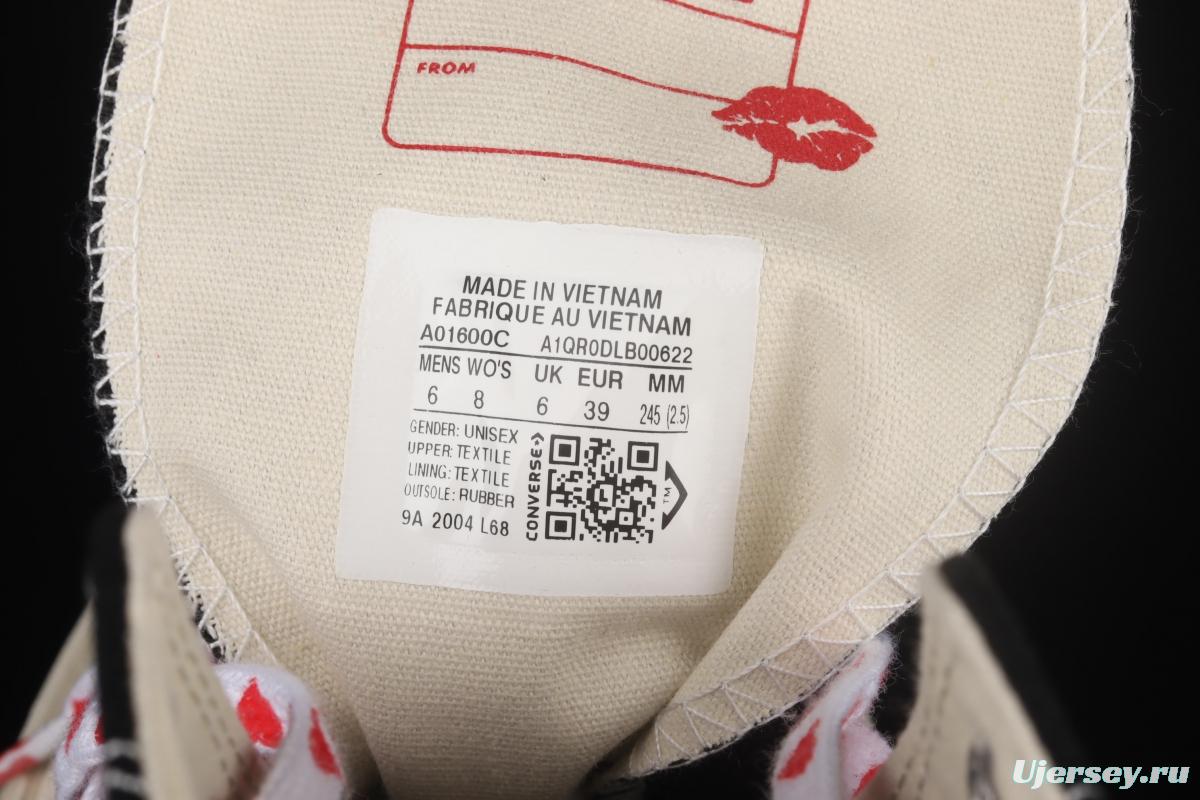 FROM
MADE IN VIETNAM
FABRIQUE AU VIETNAM
A01600C A1QR0DLB00622
MENS WO'S UK EUR MM
6 8 6 39 245 (2.5)
GENDER: UNISEX
UPPER: TEXTILE
LINING: TEXTILE
OUTSOLE: RUBBER
9A 2004 L68
CONVERSE
TM
Ujersey.ru